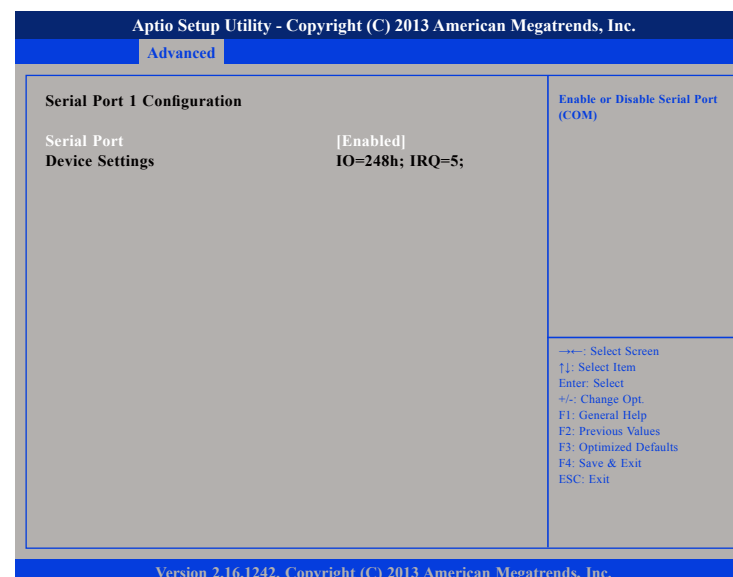 Aptio Setup Utility - Copyright (C) 2013 American Megatrends, Inc.
Advanced
Serial Port 1 Configuration
Serial Port [Enabled]
Device Settings IO=248h; IRQ=5;
Enable or Disable Serial Port
(COM)
→←: Select Screen
↑↓: Select Item
Enter: Select
+/-: Change Opt.
F1: General Help
F2: Previous Values
F3: Optimized Defaults
F4: Save & Exit
ESC: Exit
Version 2.16.1242. Copyright (C) 2013 American Megatrends, Inc.